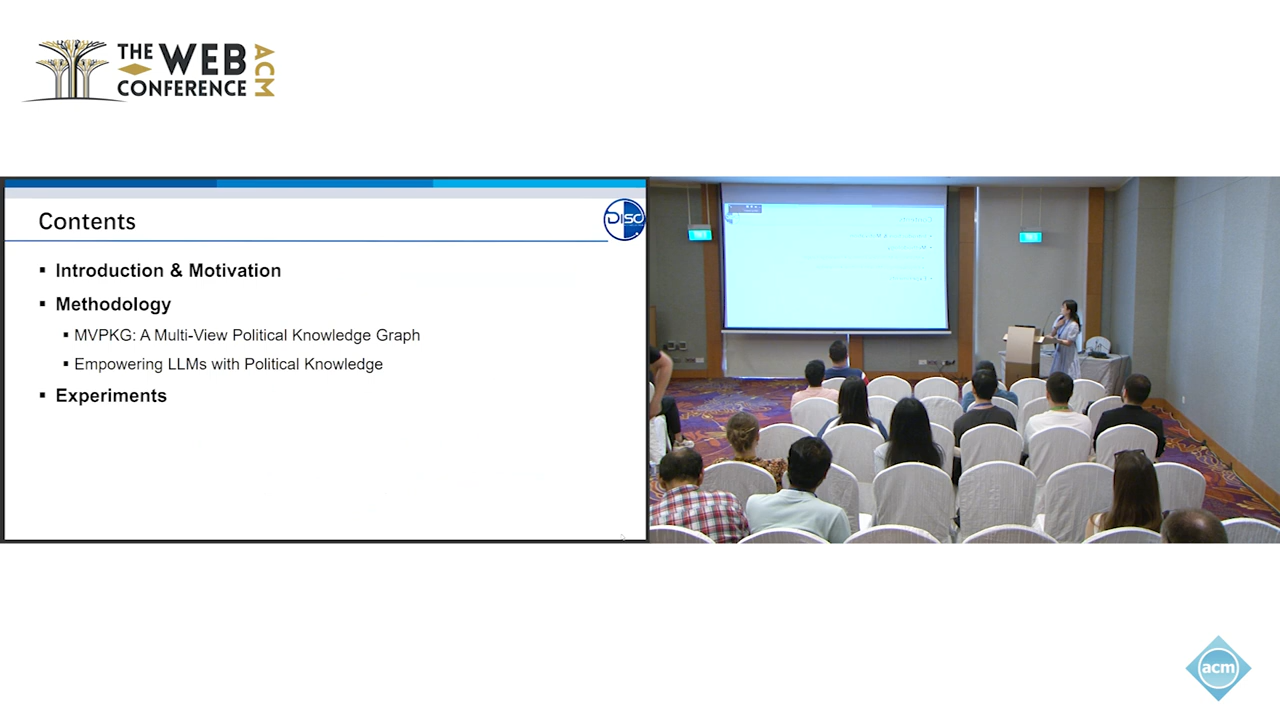 THE WEB CONFERENCE ACM
Contents
DISC
▪ Introduction & Motivation
▪ Methodology
▪ MVPKG: A Multi-View Political Knowledge Graph
▪ Empowering LLMs with Political Knowledge
▪ Experiments
acm